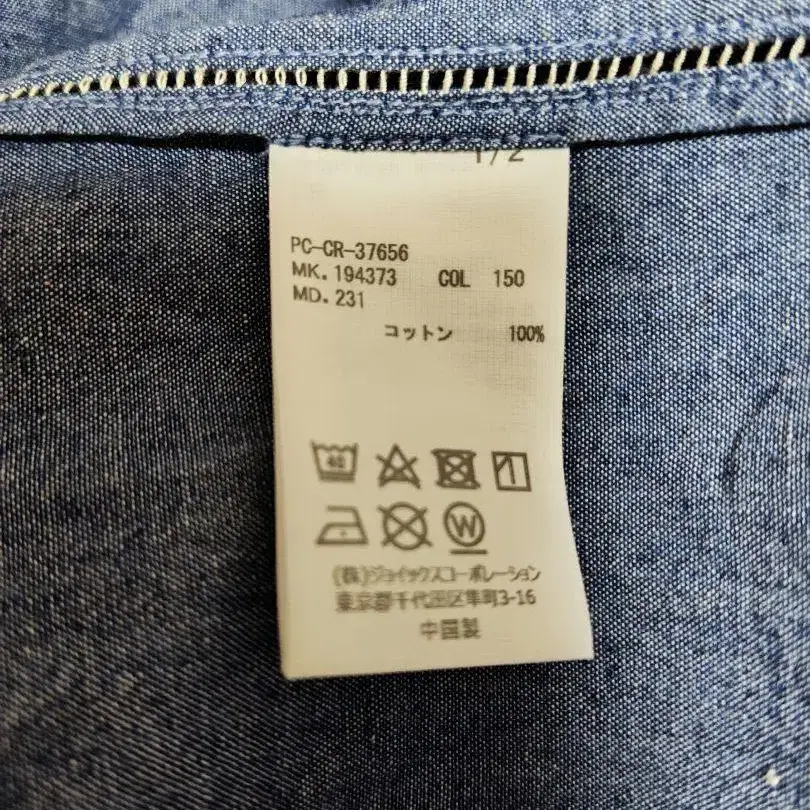 1/2
PC-CR-37656
MK. 194373 COL 150
MD. 231
コットン 100%
40
W
(株)ジョイックスコーポレーション
東京都千代田区隼町3-16
中国製